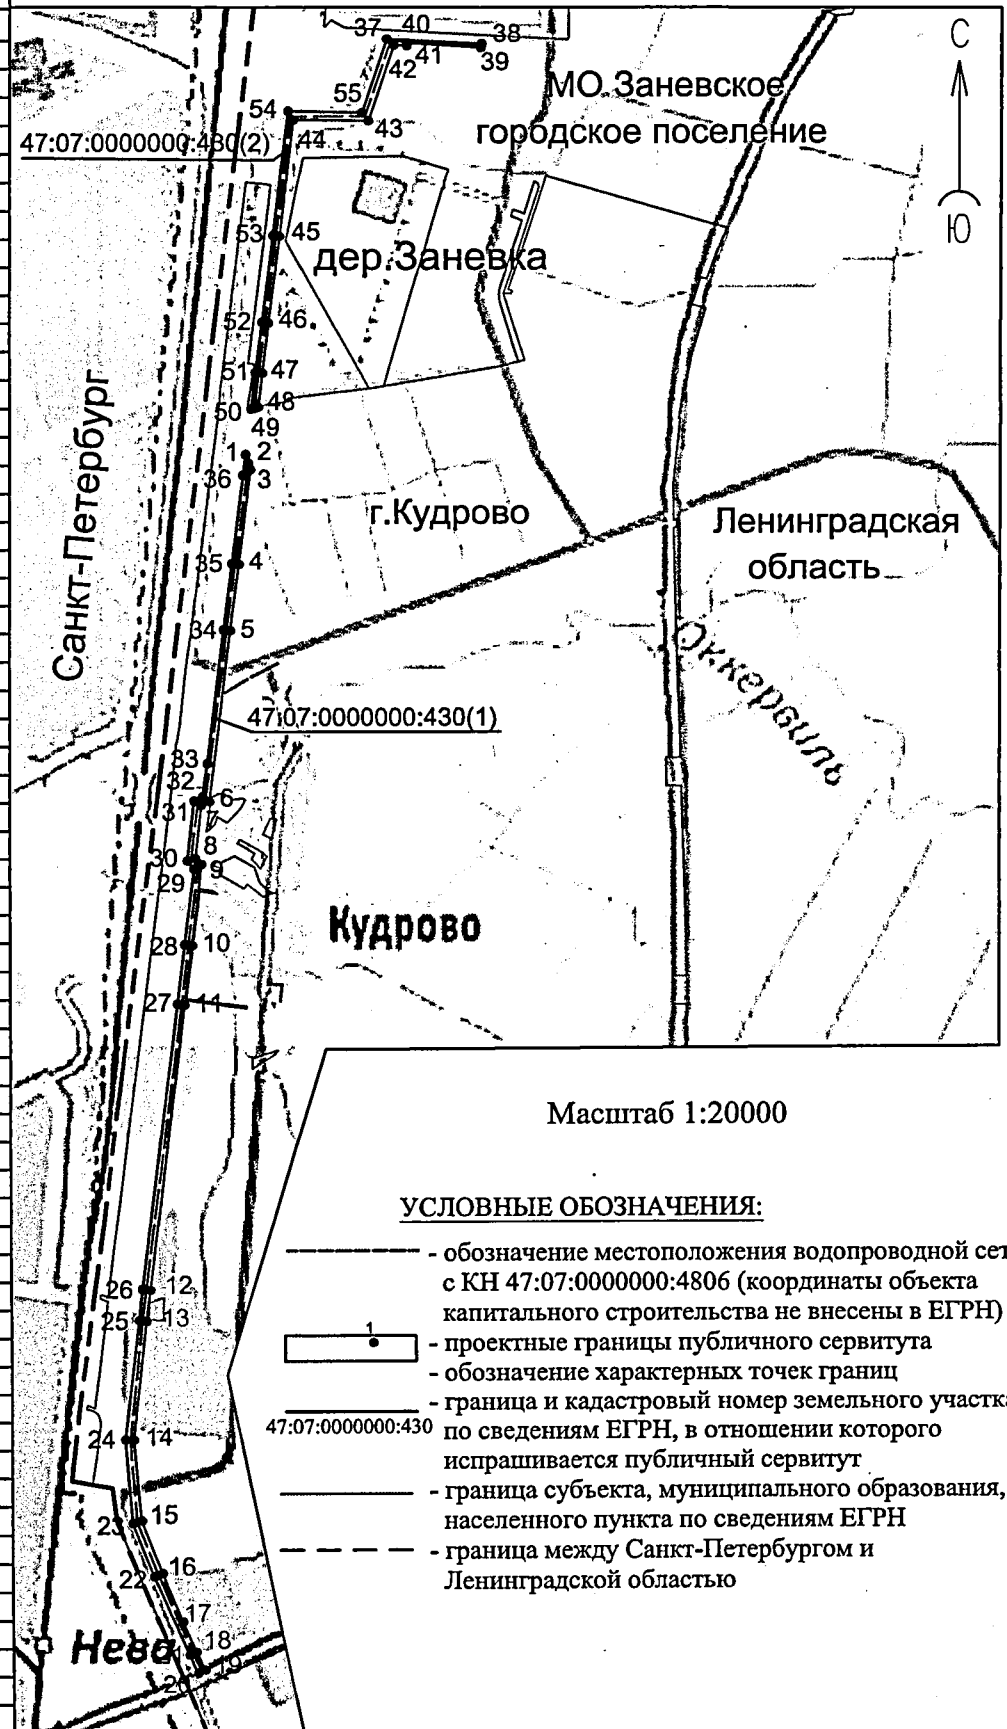 37
40
38
41
42
39
С
Ю
МО Заневское
городское поселение
54
55
43
44
47:07:0000000:430(2)
53
45
дер.Заневка
52
46
51
47
48
50
49
Санкт-Петербург
1
2
36
3
г.Кудрово
Ленинградская
область
35
4
34
5
Оккервиль
47:07:0000000:430(1)
33
32
6
31
8
30
9
29
Кудрово
28
10
27
11
Масштаб 1:20000
УСЛОВНЫЕ ОБОЗНАЧЕНИЯ:
- обозначение местоположения водопроводной сет
с КН 47:07:0000000:4806 (координаты объекта
капитального строительства не внесены в ЕГРН)
1
- проектные границы публичного сервитута
- обозначение характерных точек границ
- граница и кадастровый номер земельного участка
47:07:0000000:430
по сведениям ЕГРН, в отношении которого
испрашивается публичный сервитут
- граница субъекта, муниципального образования,
населенного пункта по сведениям ЕГРН
- граница между Санкт-Петербургом и
Ленинградской областью
26
12
25
13
24
14
23
15
22
16
17
Нева
18
19
20